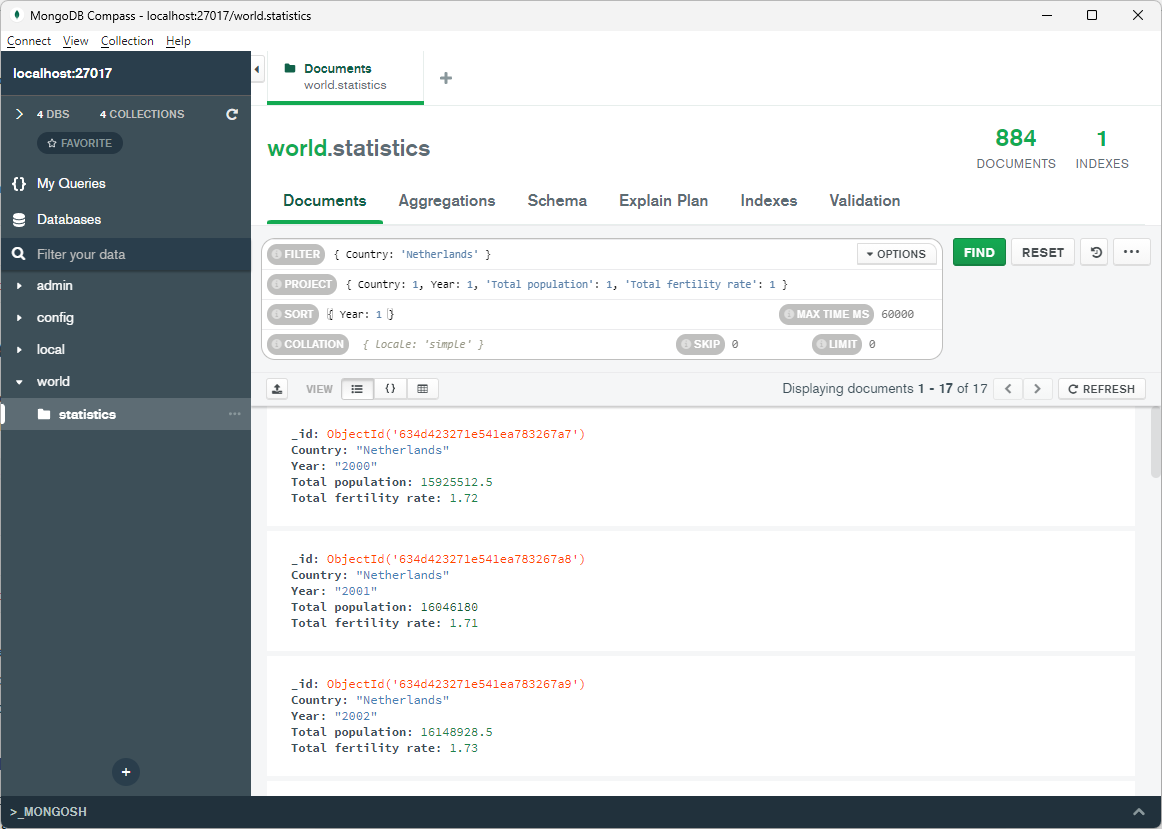 MongoDB Compass - localhost:27017/world.statistics
Connect View Collection Help
localhost:27017
4 DBS 4 COLLECTIONS
FAVORITE
{} My Queries
Databases
Filter your data
admin
config
local
world
statistics ...
+
Documents
world.statistics
+
world.statistics
884 DOCUMENTS
1 INDEXES
Documents Aggregations Schema Explain Plan Indexes Validation
FILTER { Country: 'Netherlands' } OPTIONS FIND RESET ...
PROJECT { Country: 1, Year: 1, 'Total population': 1, 'Total fertility rate': 1 }
SORT { Year: 1 } MAX TIME MS 60000
COLLATION { locale: 'simple' } SKIP 0 LIMIT 0
VIEW {} Displaying documents 1 - 17 of 17 < > REFRESH
_id: ObjectId('634d423271e541ea783267a7')
Country: "Netherlands"
Year: "2000"
Total population: 15925512.5
Total fertility rate: 1.72
_id: ObjectId('634d423271e541ea783267a8')
Country: "Netherlands"
Year: "2001"
Total population: 16046180
Total fertility rate: 1.71
_id: ObjectId('634d423271e541ea783267a9')
Country: "Netherlands"
Year: "2002"
Total population: 16148928.5
Total fertility rate: 1.73
>_MONGOSH